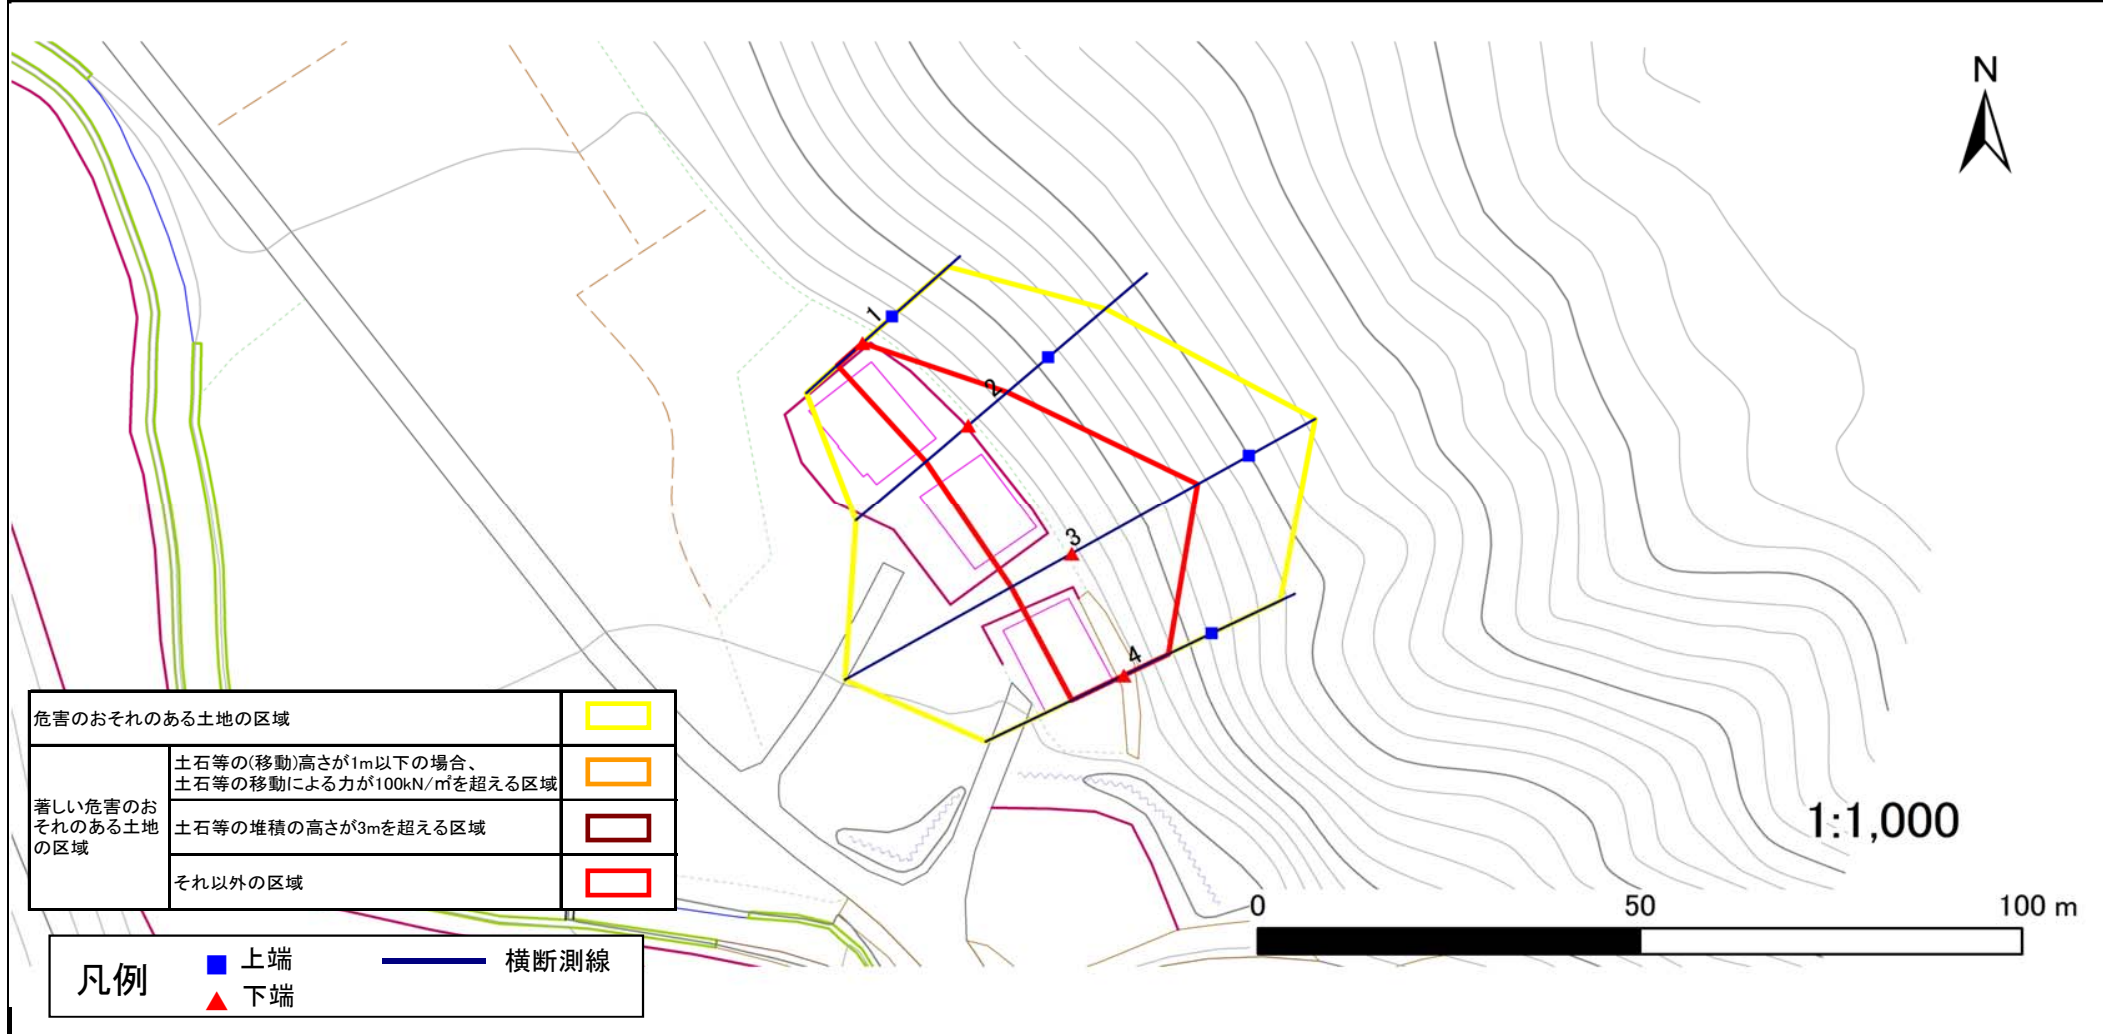 N
1
2
3
4
危害のおそれのある土地の区域
著しい危害のお
それのある土地
の区域
土石等の(移動)高さが1m以下の場合、
土石等の移動による力が100kN/㎡を超える区域
土石等の堆積の高さが3mを超える区域
それ以外の区域
1:1,000
0 50 100 m
凡例
上端
下端
横断測線